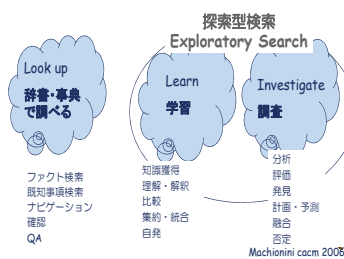 探索型検索
Exploratory Search
Look up
辞書・事典
で調べる
Learn
学習
Investigate
調査
ファクト検索
既知事項検索
ナビゲーション
確認
QA
知識獲得
理解・解釈
比較
集約・統合
自発
分析
評価
発見
計画・予測
融合
否定
Machionini cacm 2006